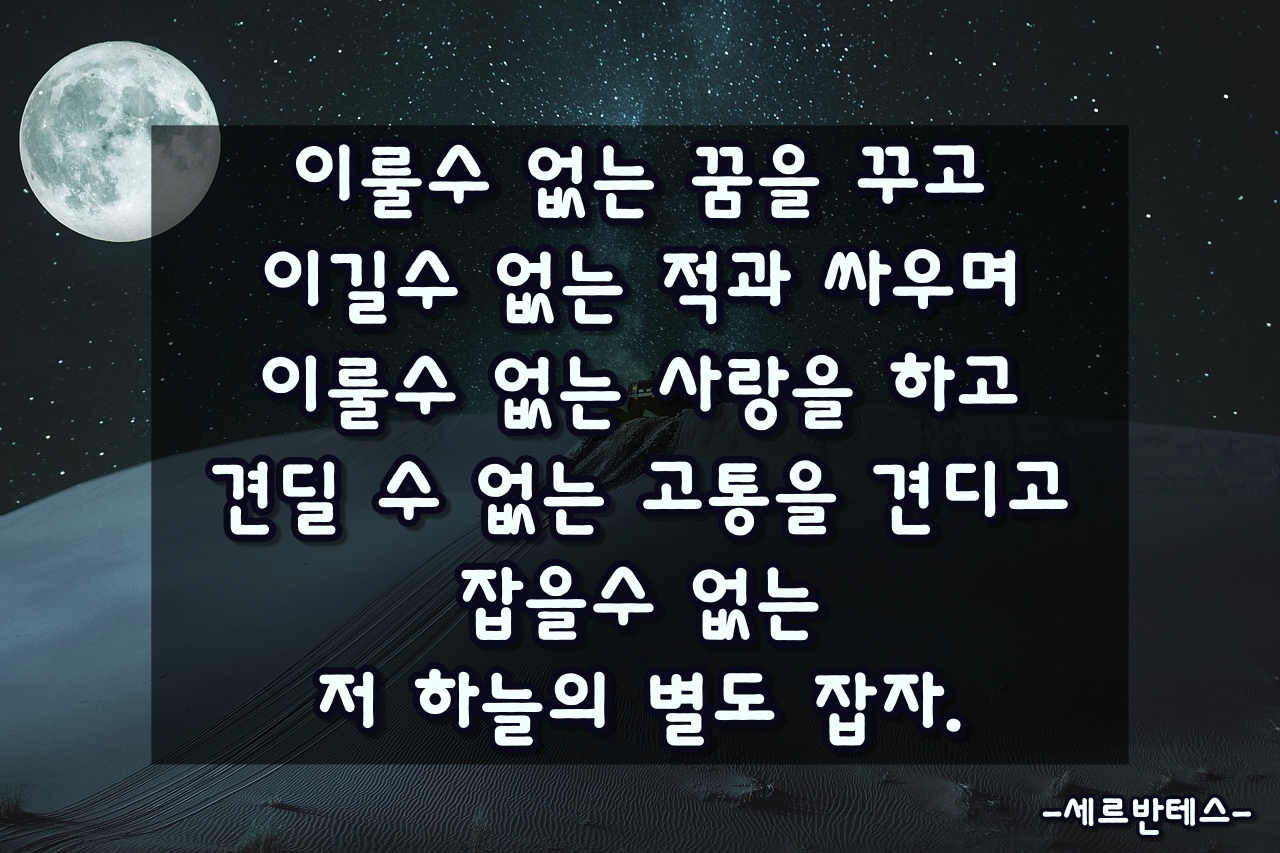 이룰수 없는 꿈을 꾸고
이길수 없는 적과 싸우며
이룰수 없는 사랑을 하고
견딜 수 없는 고통을 견디고
잡을수 없는
저 하늘의 별도 잡자.
-세르반테스-